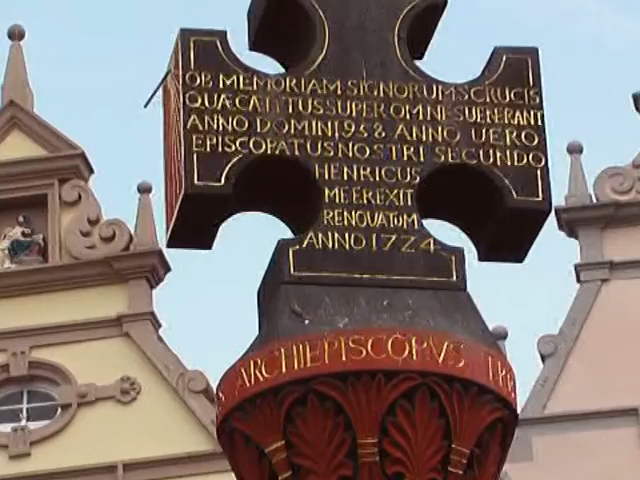 OB MEMORIAM SIGNORUM CRUCIS
QUÆ CAELITUS SUPER OMNES UENERANT
ANNO DOMINI 958 ANNO UERO
EPISCOPATUS NOSTRI SECUNDO
HENRICUS
ME EREXIT
RENOUATUM
ANNO 1724
ARCHIEPISCOPUS